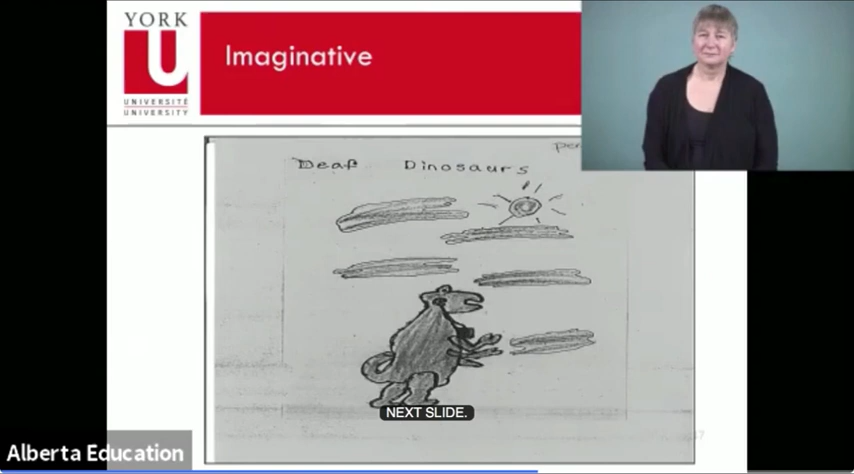 YORK
U
UNIVERSITÉ
UNIVERSITY
Imaginative
Deaf Dinosaurs
NEXT SLIDE.
Alberta Education